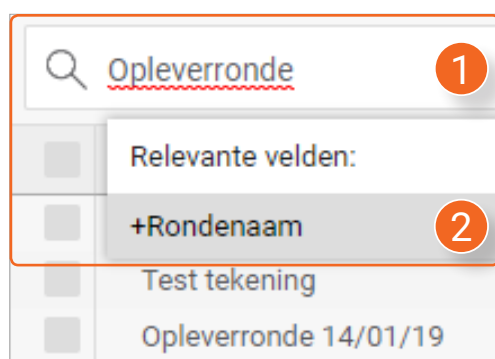 Opleverronde 1
Relevante velden:
+Rondenaam 2
Test tekening
Opleverronde 14/01/19